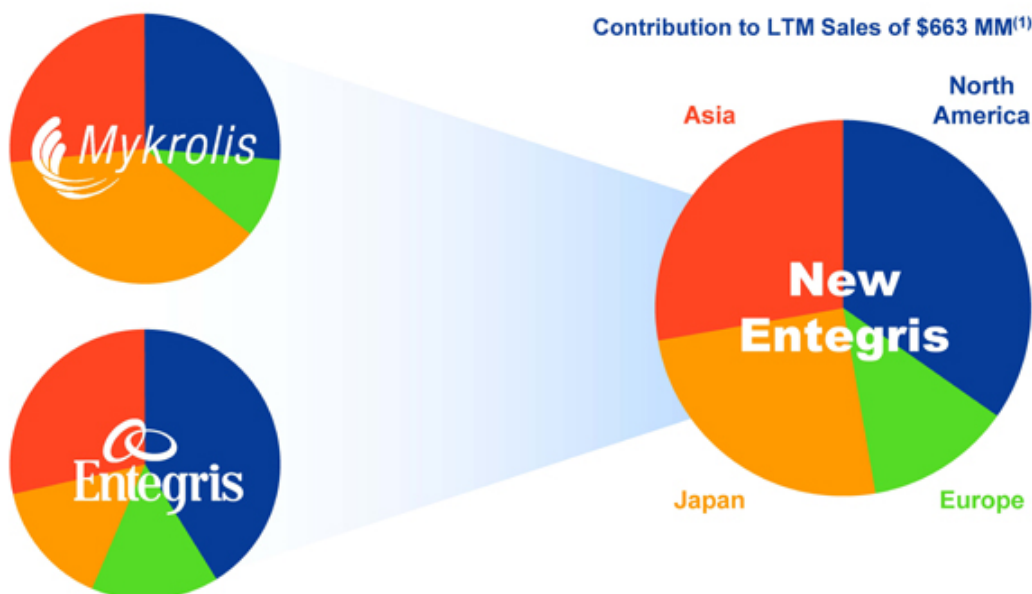 Contribution to LTM Sales of $663 MM(1)
Mykrolis
Entegris
Asia
North
America
New
Entegris
Japan
Europe